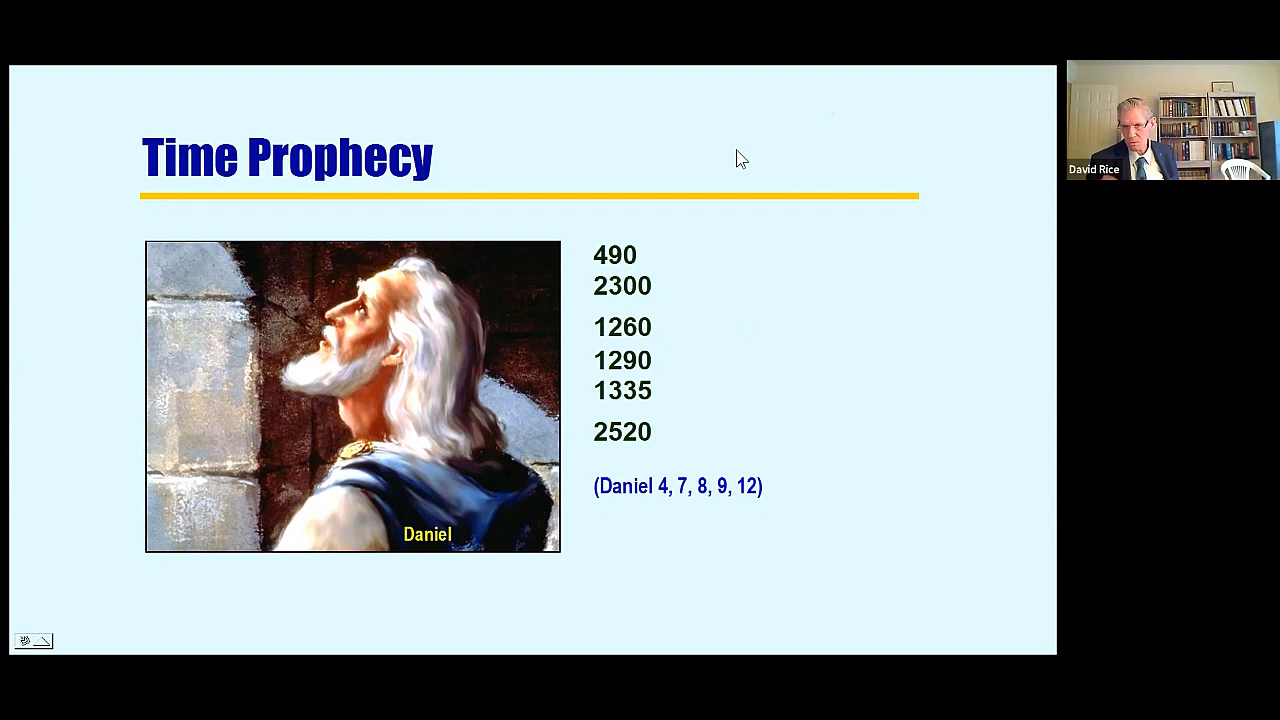 Time Prophecy
490
2300
1260
1290
1335
2520
(Daniel 4, 7, 8, 9, 12)
Daniel
David Rice